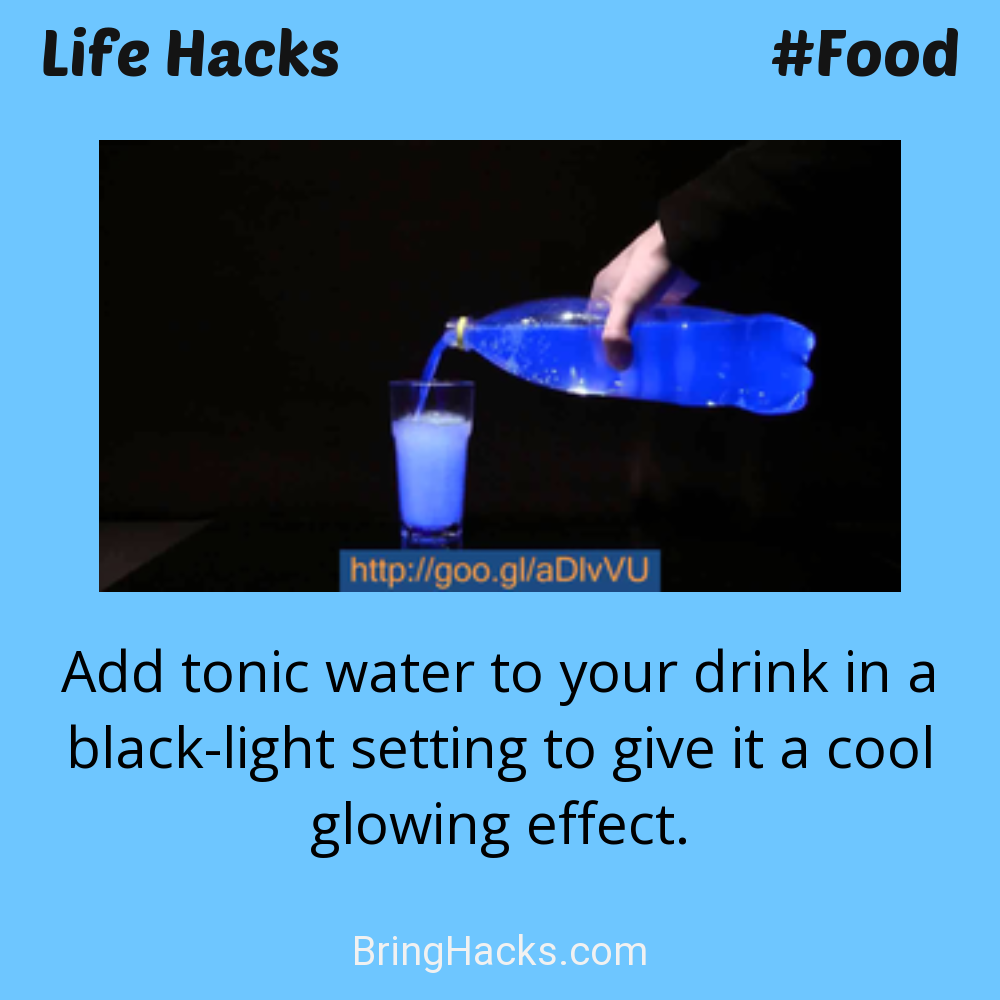 Life Hacks #Food
http://goo.gl/aDlvVU
Add tonic water to your drink in a
black-light setting to give it a cool
glowing effect.
BringHacks.com